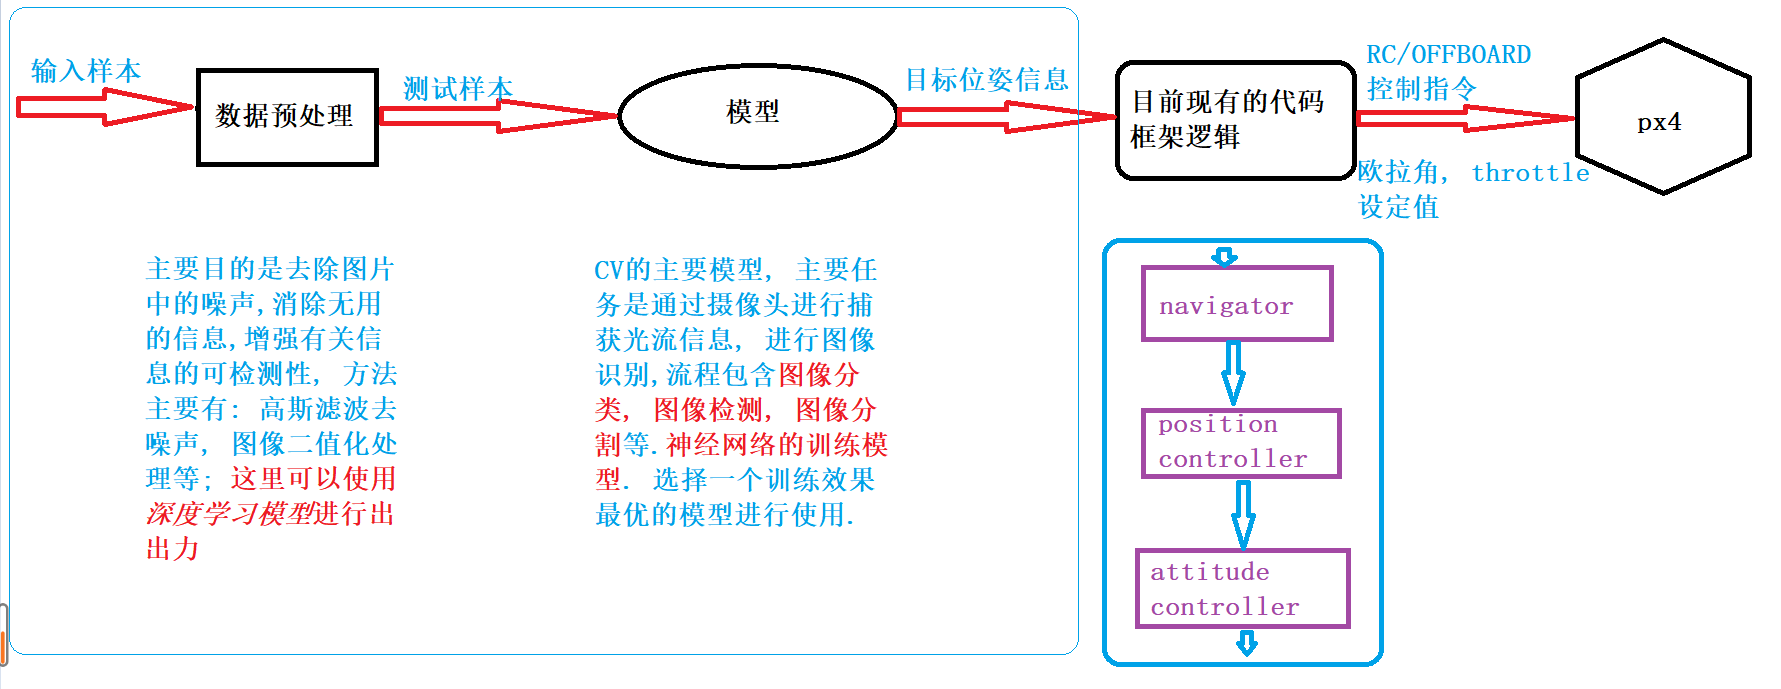 输入样本
数据预处理
测试样本
模型
目标位姿信息
目前现有的代码
框架逻辑
RC/OFFBOARD
控制指令
px4
欧拉角, throttle
设定值
主要目的是去除图片
中的噪声,消除无用
的信息,增强有关信
息的可检测性, 方法
主要有: 高斯滤波去
噪声, 图像二值化处
理等; 这里可以使用
深度学习模型进行出
出力
CV的主要模型, 主要任
务是通过摄像头进行捕
获光流信息, 进行图像
识别,流程包含图像分
类, 图像检测, 图像分
割等.神经网络的训练模
型. 选择一个训练效果
最优的模型进行使用.
navigator
position
controller
attitude
controller